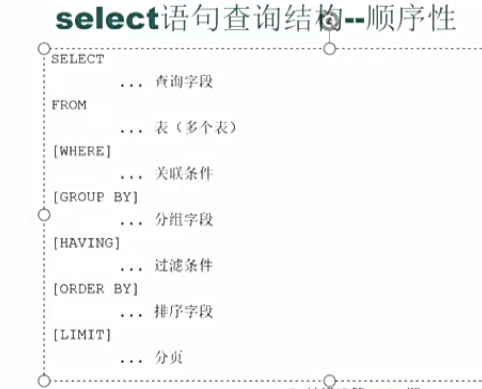 select语句查询结构--顺序性
SELECT
... 查询字段
FROM
... 表（多个表）
[WHERE]
... 关联条件
[GROUP BY]
... 分组字段
[HAVING]
... 过滤条件
[ORDER BY]
... 排序字段
[LIMIT]
... 分页